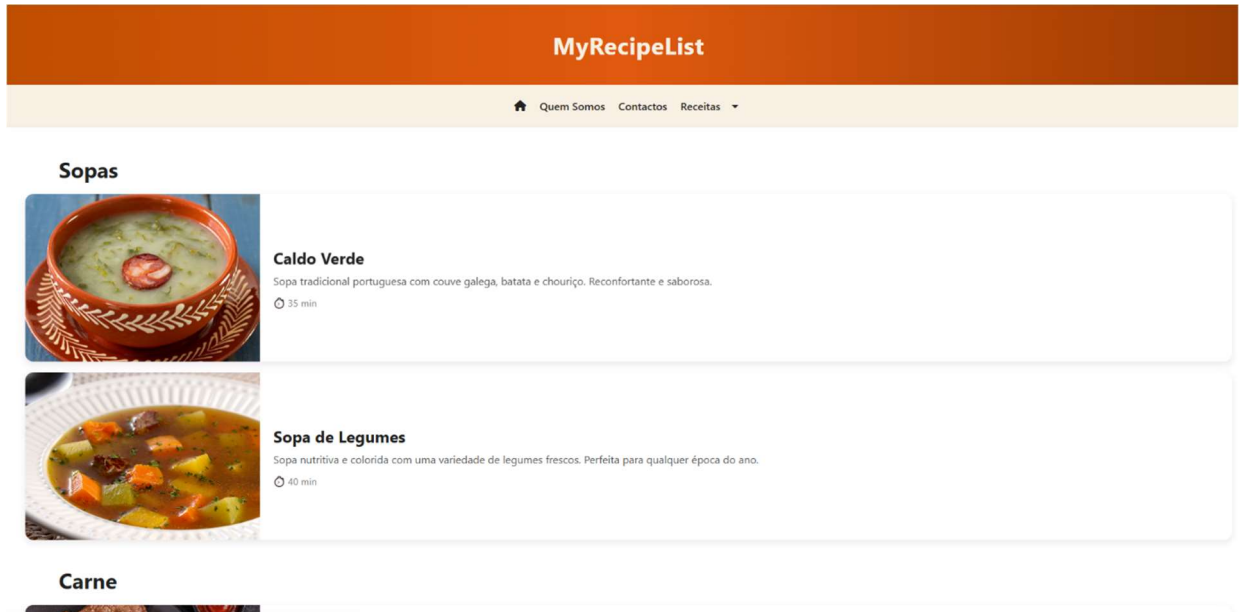 MyRecipeList
Quem Somos Contactos Receitas
Sopas
Caldo Verde
Sopa tradicional portuguesa com couve galega, batata e chouriço. Reconfortante e saborosa.
35 min
Sopa de Legumes
Sopa nutritiva e colorida com uma variedade de legumes frescos. Perfeita para qualquer época do ano.
40 min
Carne